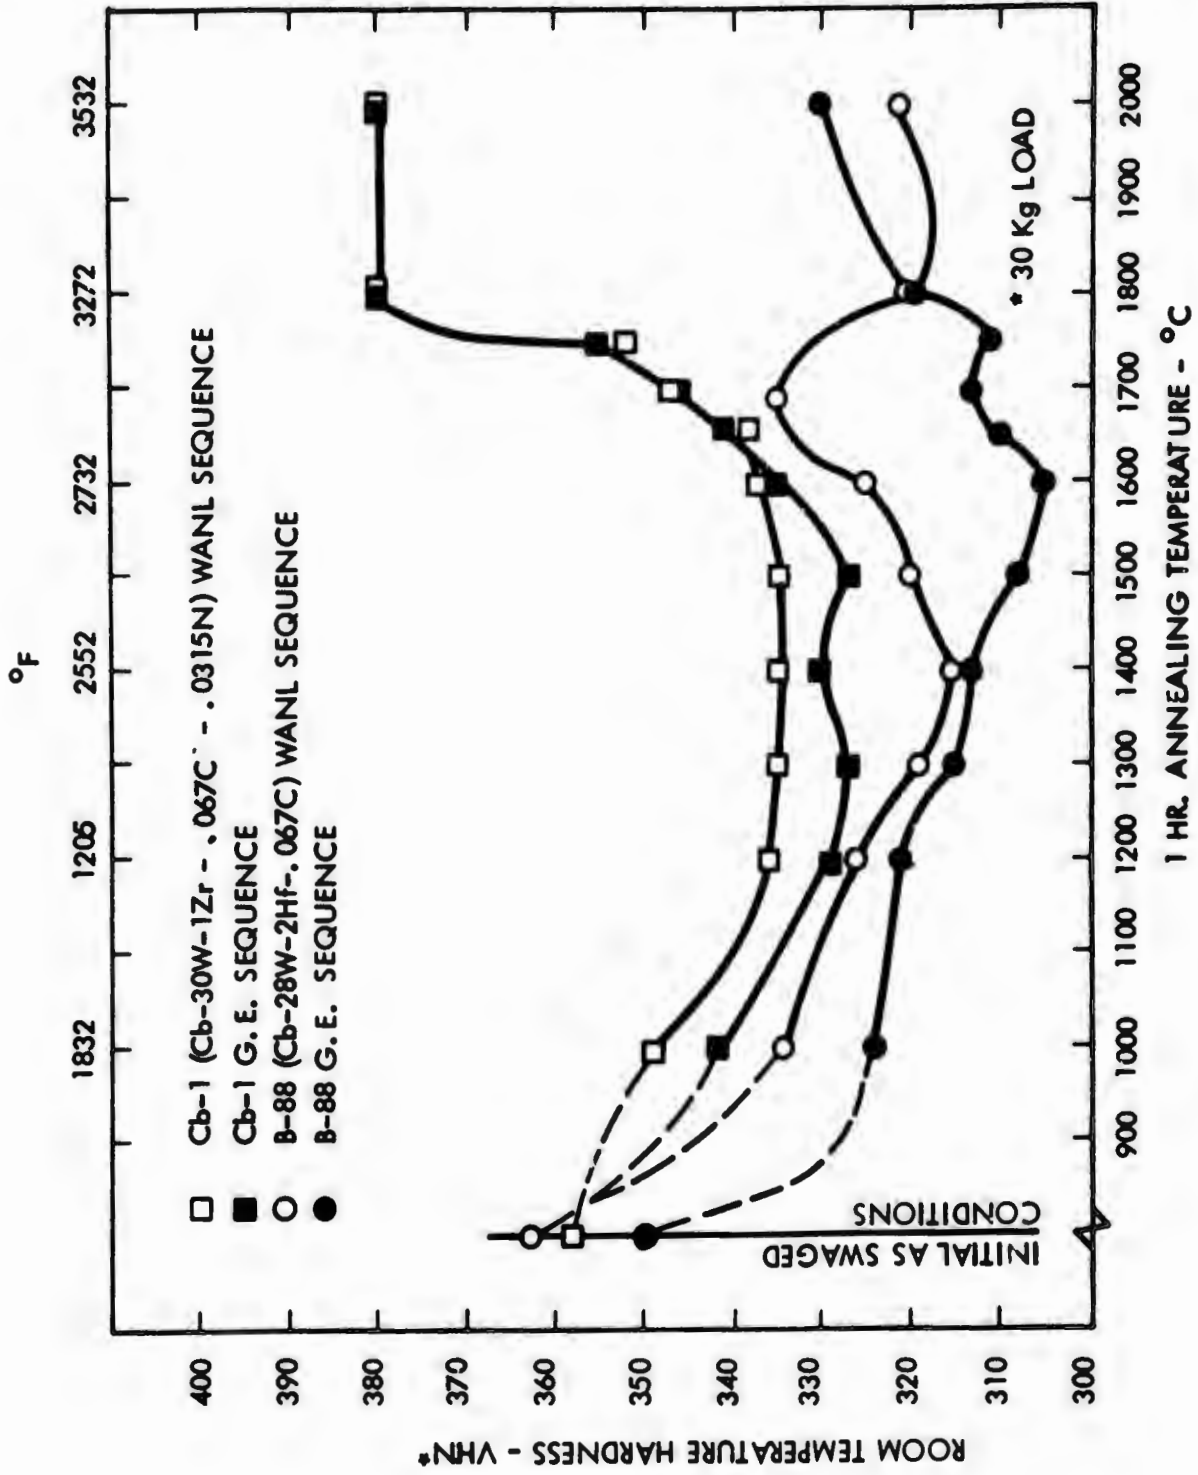 °F
1832 1205 2552 2732 3272 3532
□ Cb-1 (Cb-30W-1Zr-.067C-.0315N) WANL SEQUENCE
■ Cb-1 G.E. SEQUENCE
○ B-88 (Cb-28W-2Hf-.067C) WANL SEQUENCE
● B-88 G.E. SEQUENCE
400
390
380
370
360
350
340
330
320
310
300
ROOM TEMPERATURE HARDNESS - VHN*
INITIAL AS SWAGED
CONDITIONS
* 30 Kg LOAD
900 1000 1100 1200 1300 1400 1500 1600 1700 1800 1900 2000
1 HR. ANNEALING TEMPERATURE - °C